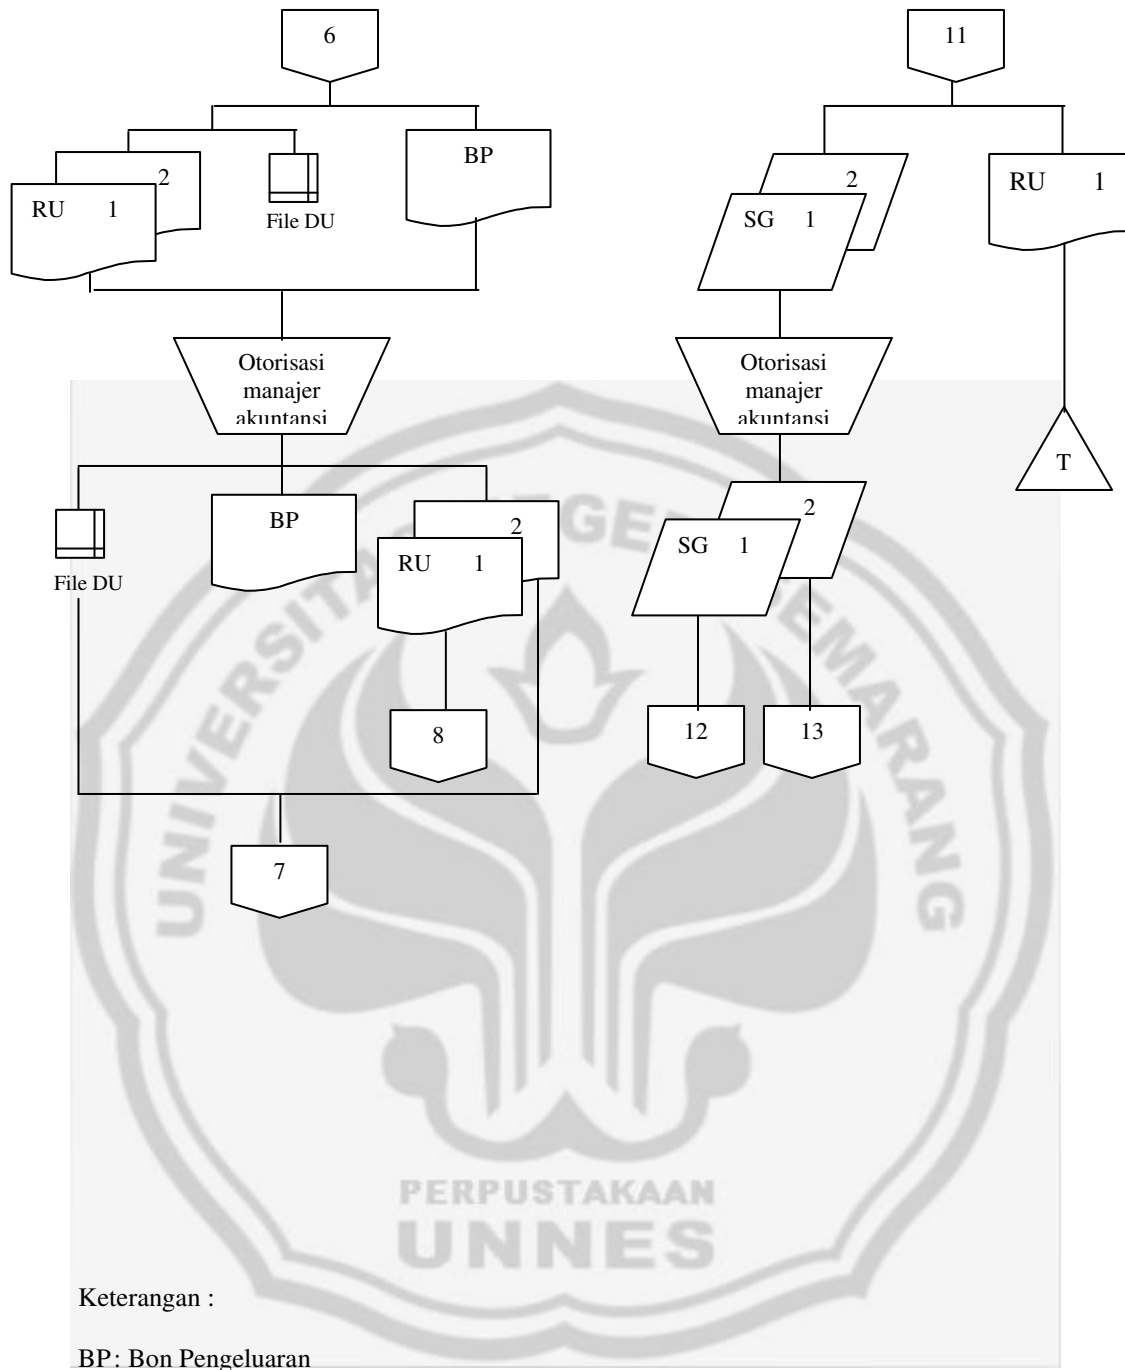 6
11
2
RU 1
File DU
BP
2
SG 1
RU 1
Otorisasi
manajer
akuntansi
Otorisasi
manajer
akuntansi
T
File DU
BP
2
RU 1
2
SG 1
8
12
13
7
UNIVERSITAS NEGERI SEMARANG
PERPUSTAKAAN
UNNES
Keterangan :
BP: Bon Pengeluaran